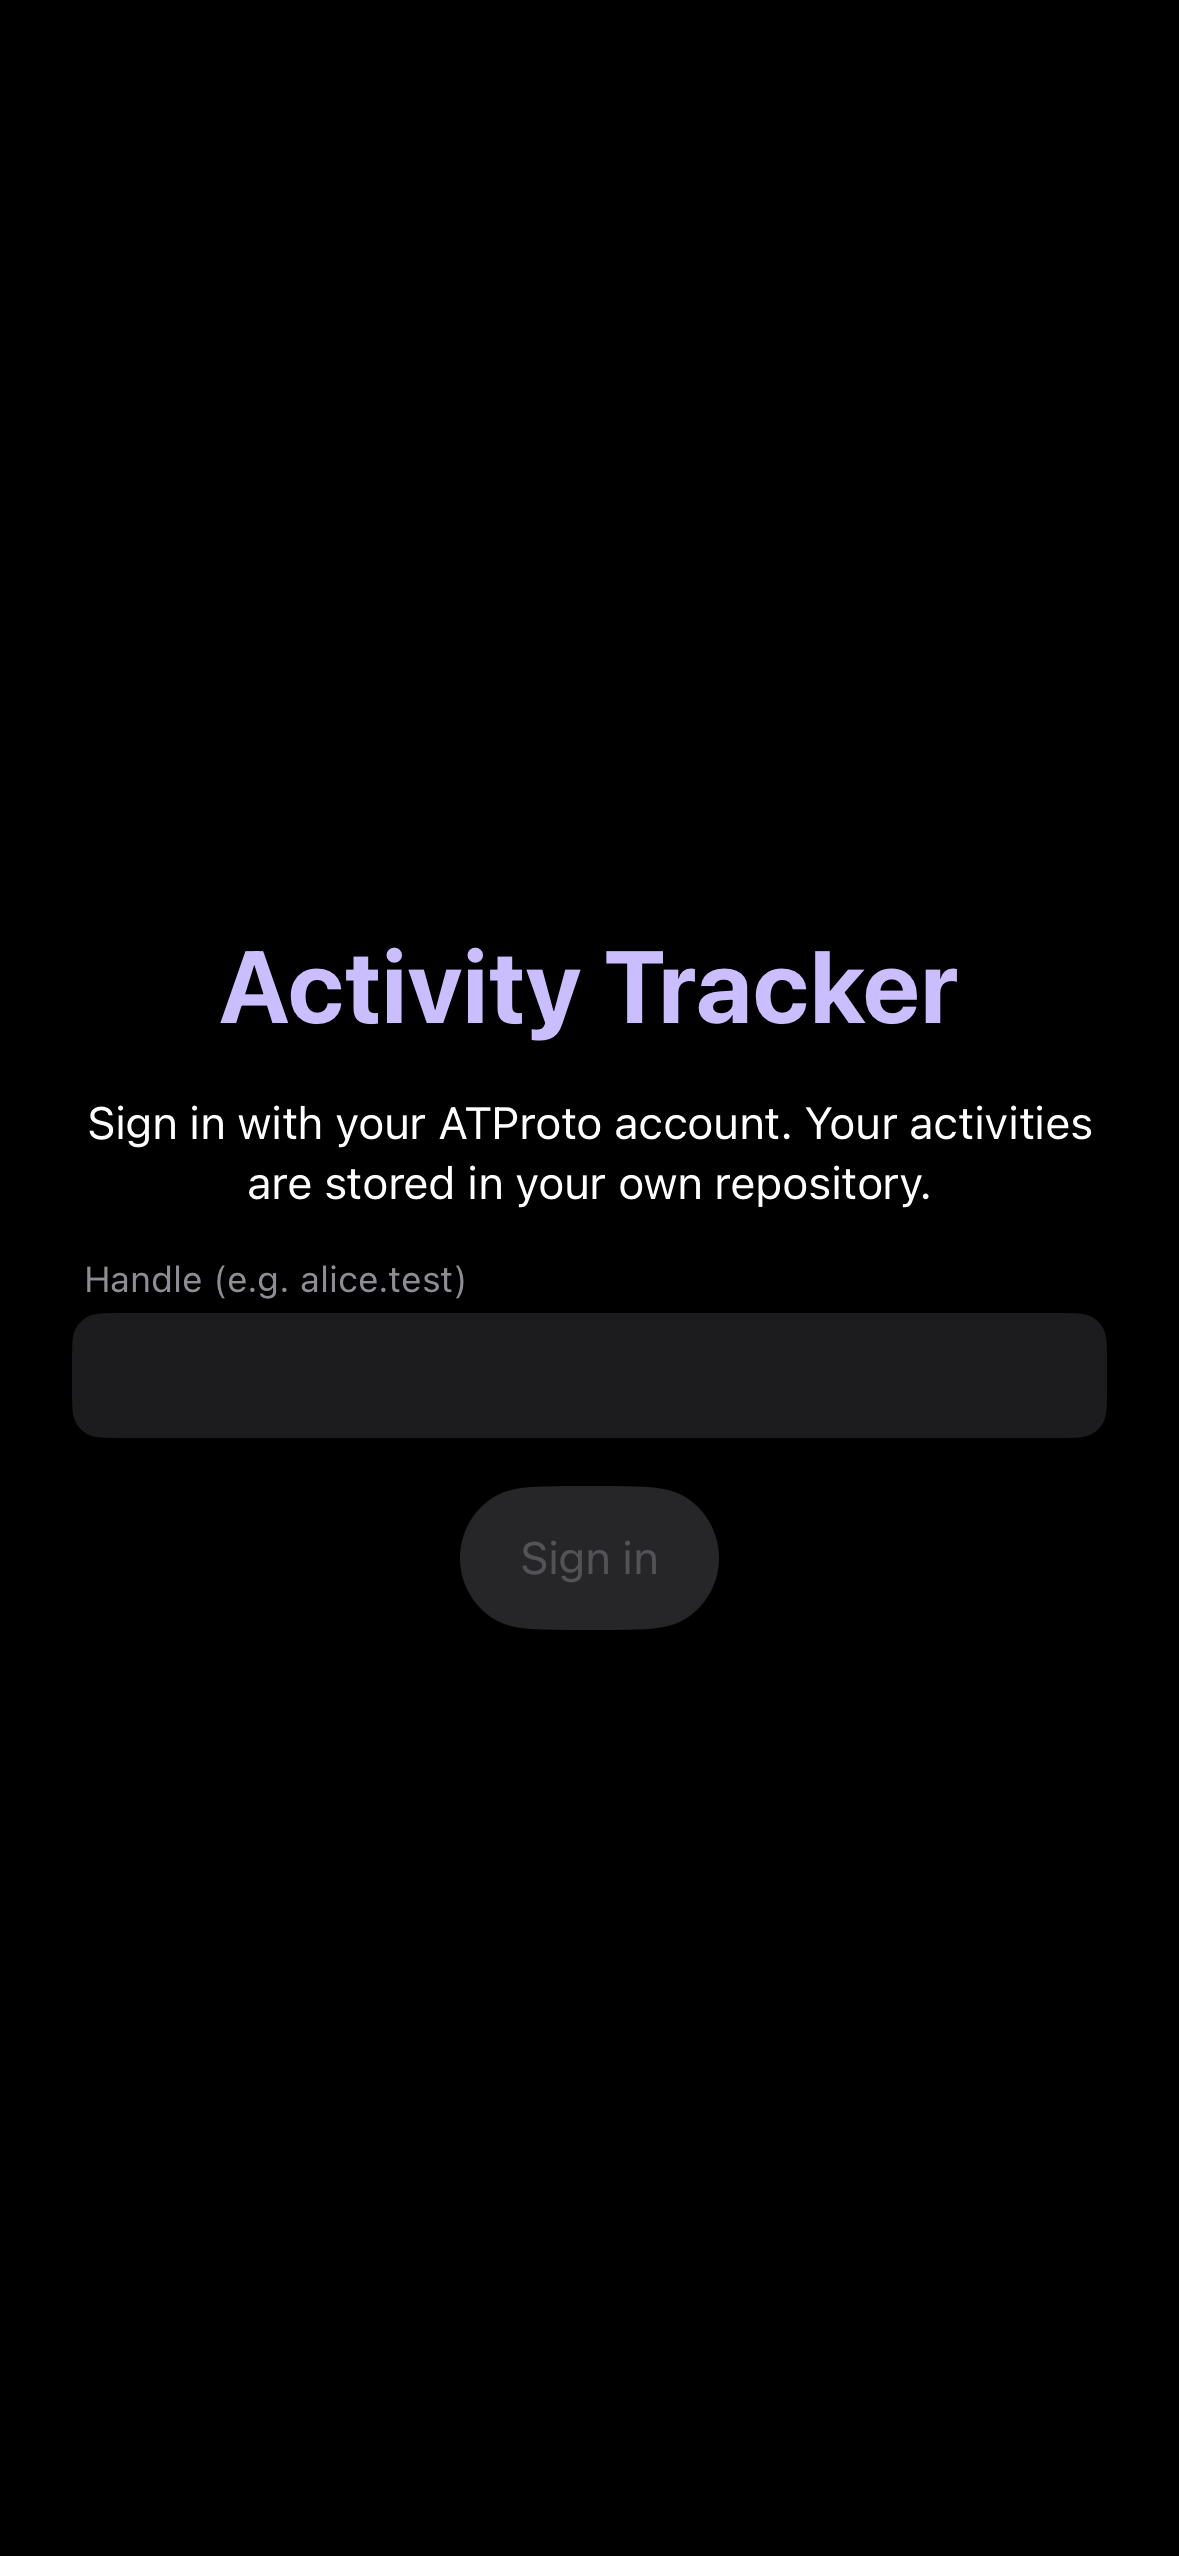 Activity Tracker
Sign in with your ATProto account. Your activities
are stored in your own repository.
Handle (e.g. alice.test)
Sign in